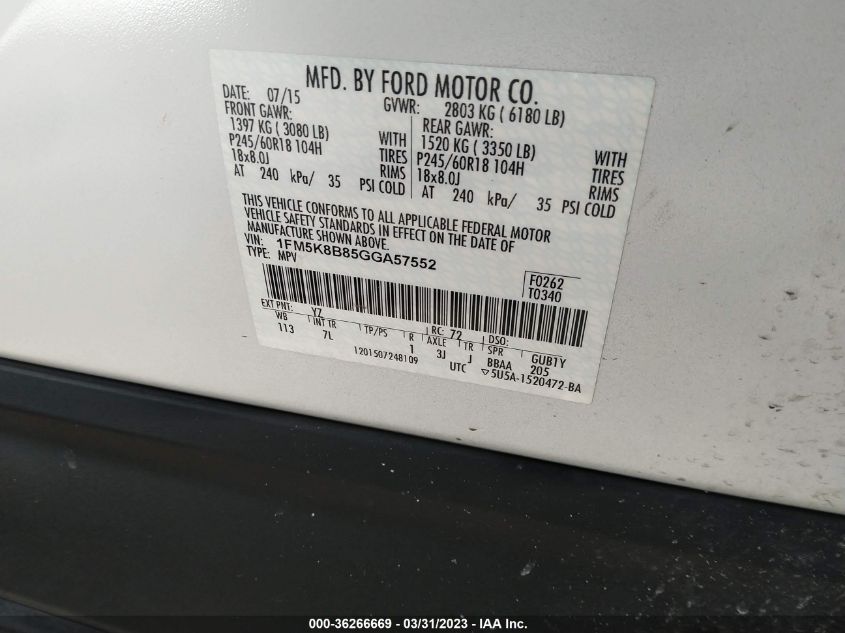 MFD. BY FORD MOTOR CO.
DATE: 07/15 GVWR: 2803 KG ( 6180 LB)
FRONT GAWR: REAR GAWR:
1397 KG ( 3080 LB) WITH 1520 KG ( 3350 LB) WITH
P245/60R18 104H TIRES P245/60R18 104H TIRES
18x8.0J RIMS 18x8.0J RIMS
AT 240 kPa/ 35 PSI COLD AT 240 kPa/ 35 PSI COLD
THIS VEHICLE CONFORMS TO ALL APPLICABLE FEDERAL MOTOR
VEHICLE SAFETY STANDARDS IN EFFECT ON THE DATE OF
MANUFACTURE SHOWN ABOVE.
VIN: 1FM5K8B85GGA57552
TYPE: MPV
F0262
T0340
EXT PNT: YZ RC: 72 DSO:
WB INT TR TP/PS R AXLE TR SPR GUB1Y
113 7L 1 3J J BBAA 205
1201507248109 UTC ▽5U5A-1520472-BA
000-36266669 - 03/31/2023 - IAA Inc.